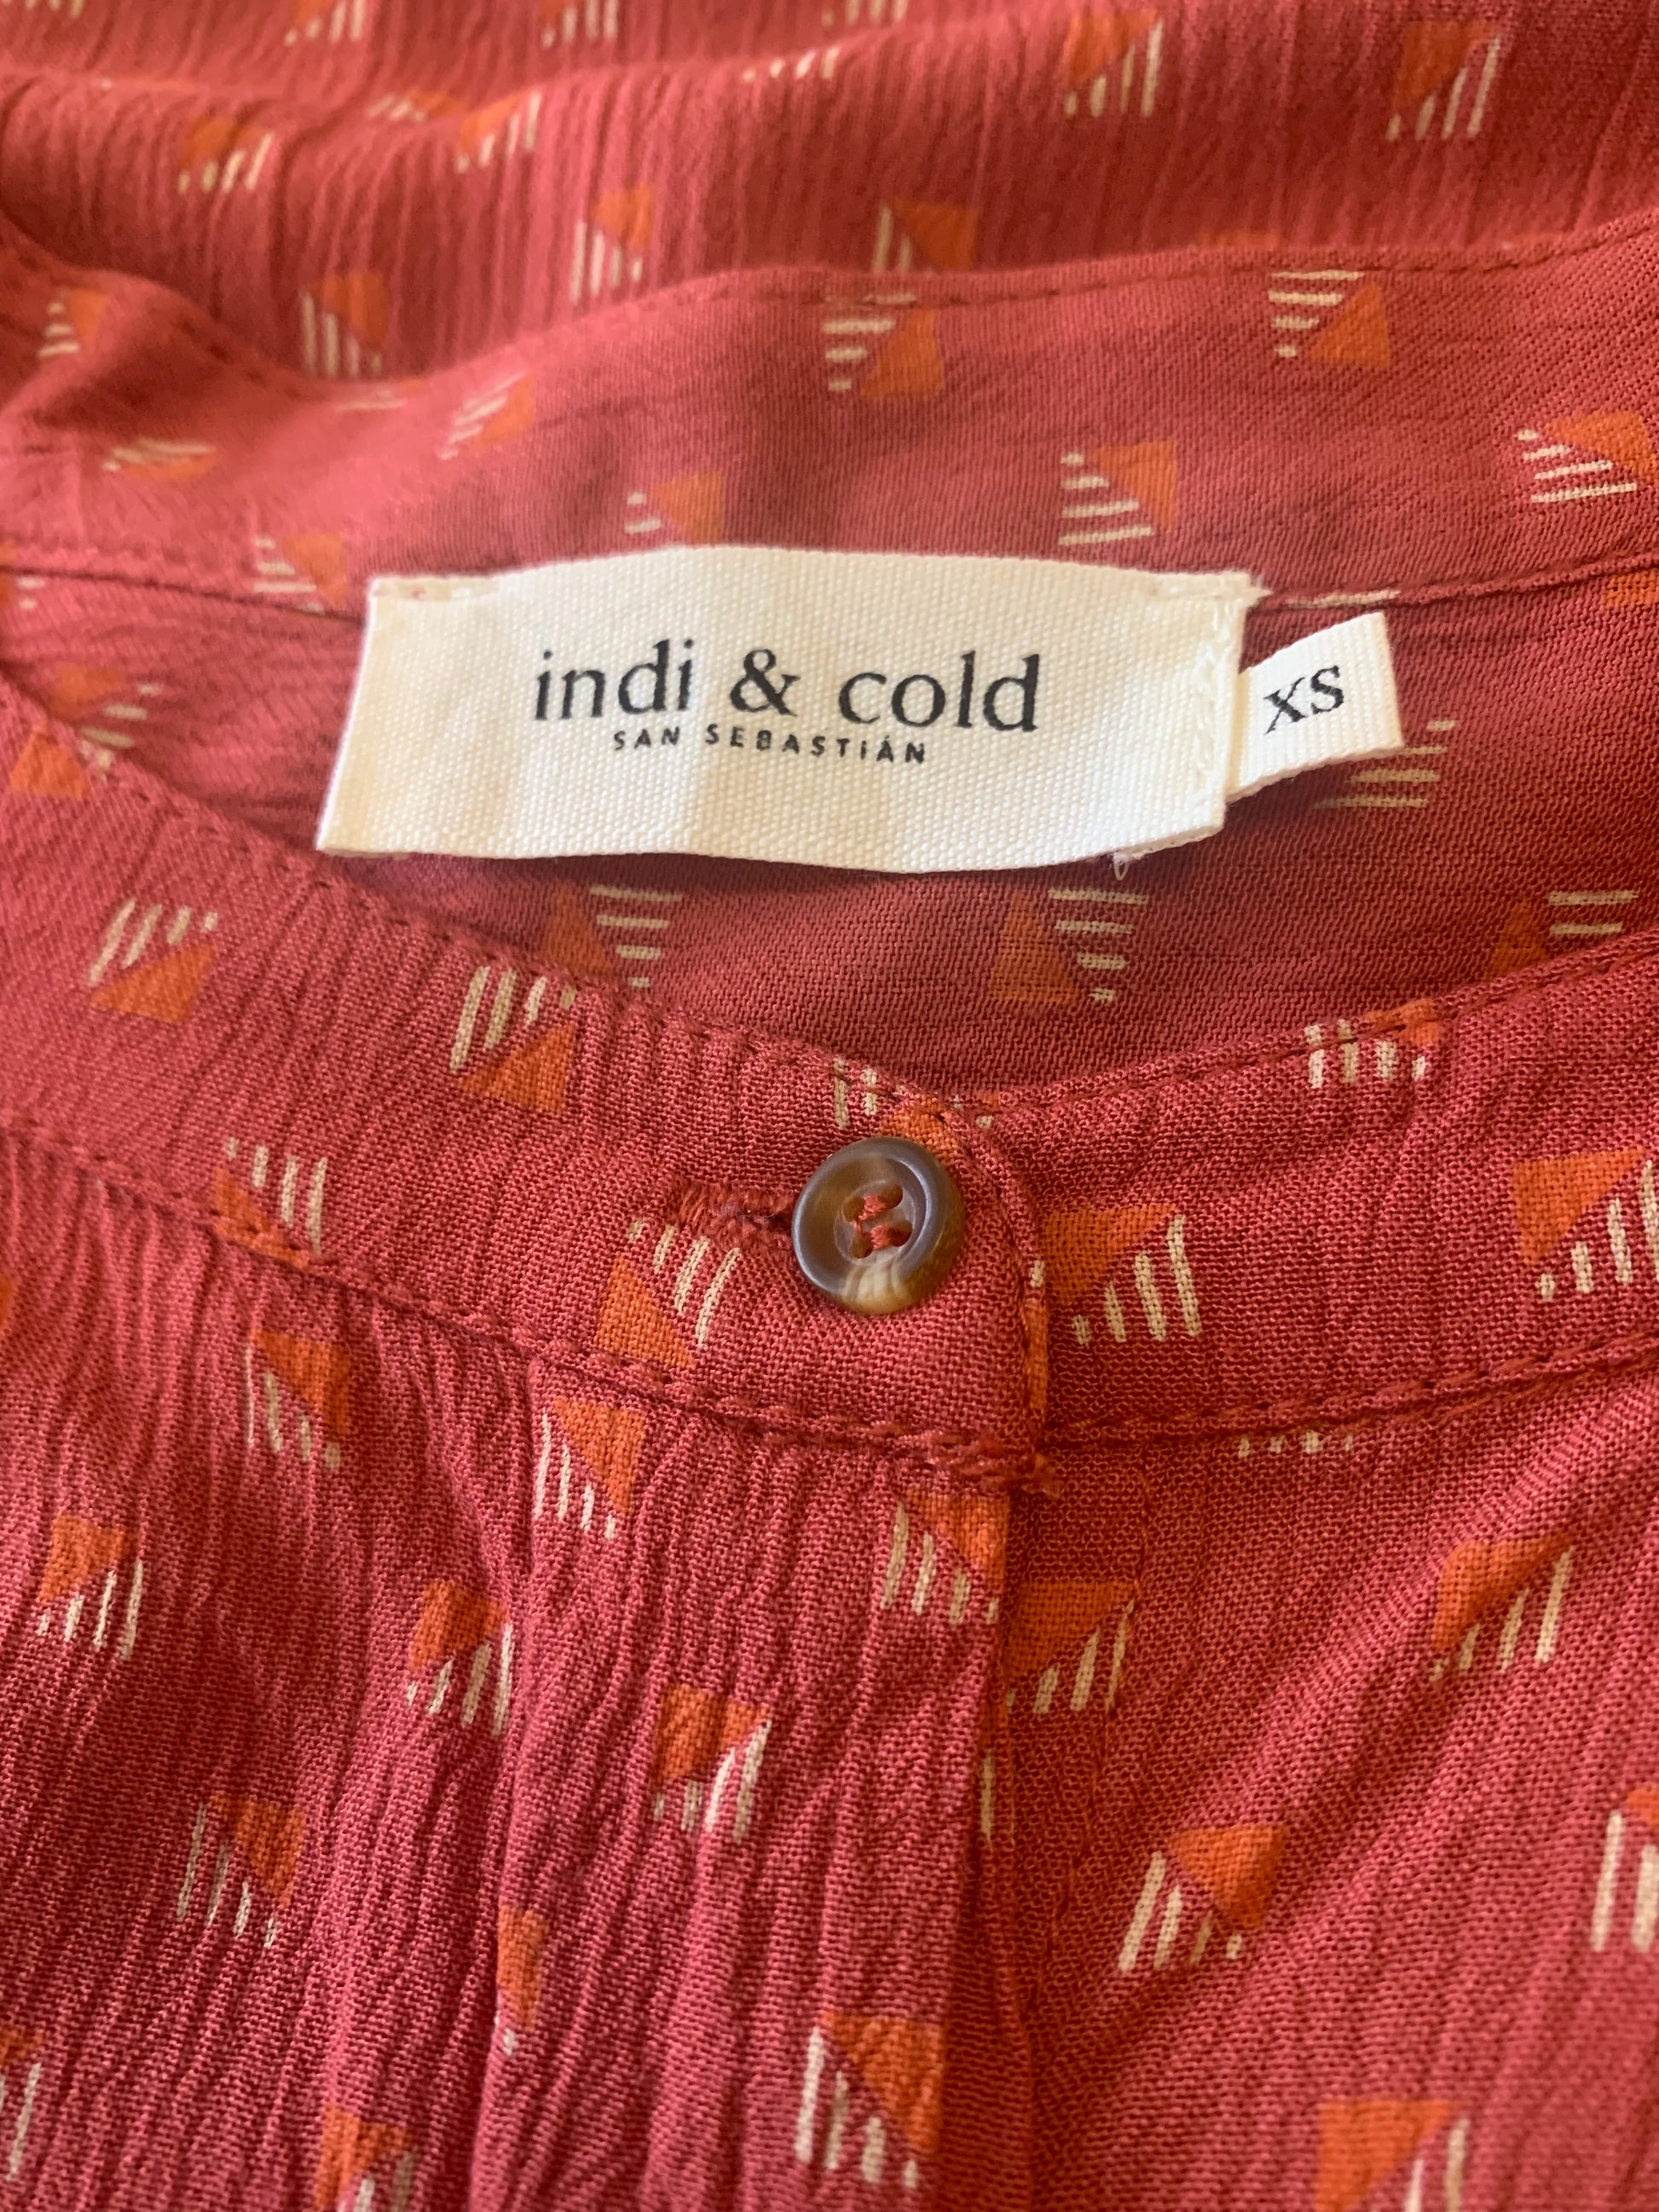 indi & cold
SAN SEBASTIÁN
XS